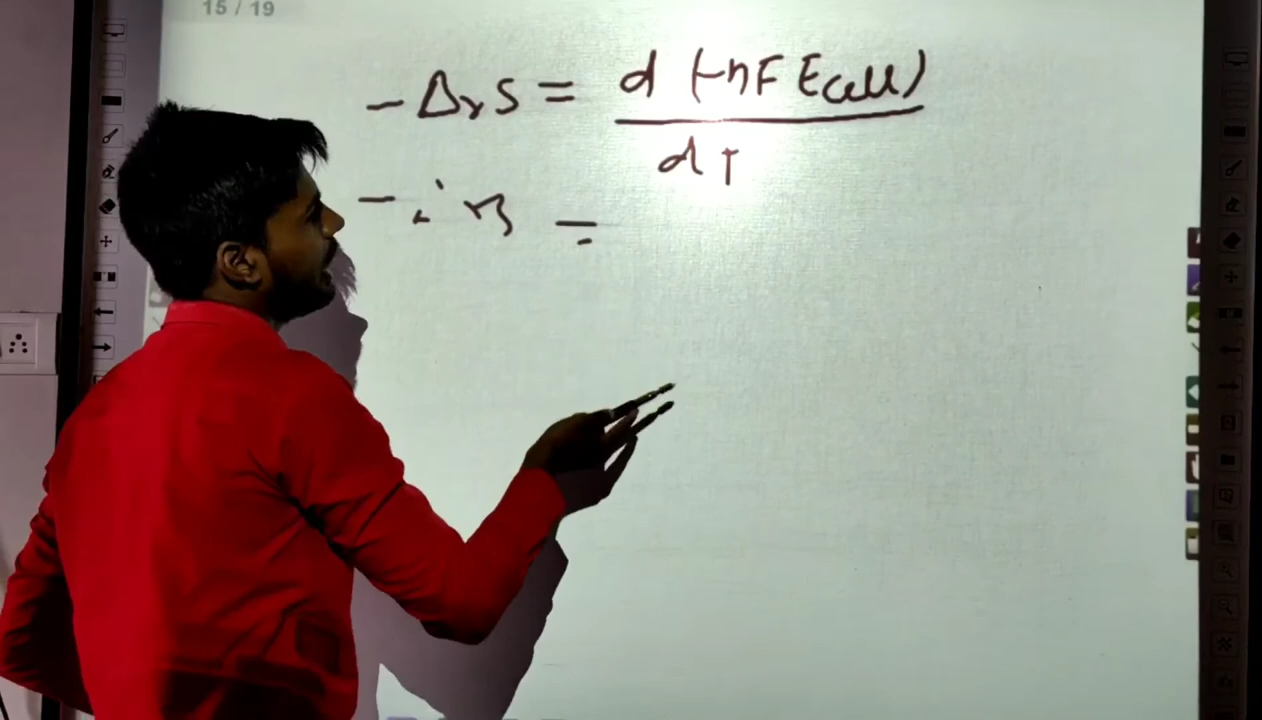 15 / 19
- ΔrS = d (-nF Ecell) / dT
- =